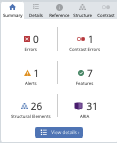 Summary Details Reference Structure Contrast
0 1
Errors Contrast Errors
1 7
Alerts Features
26 31
Structural Elements ARIA
View details